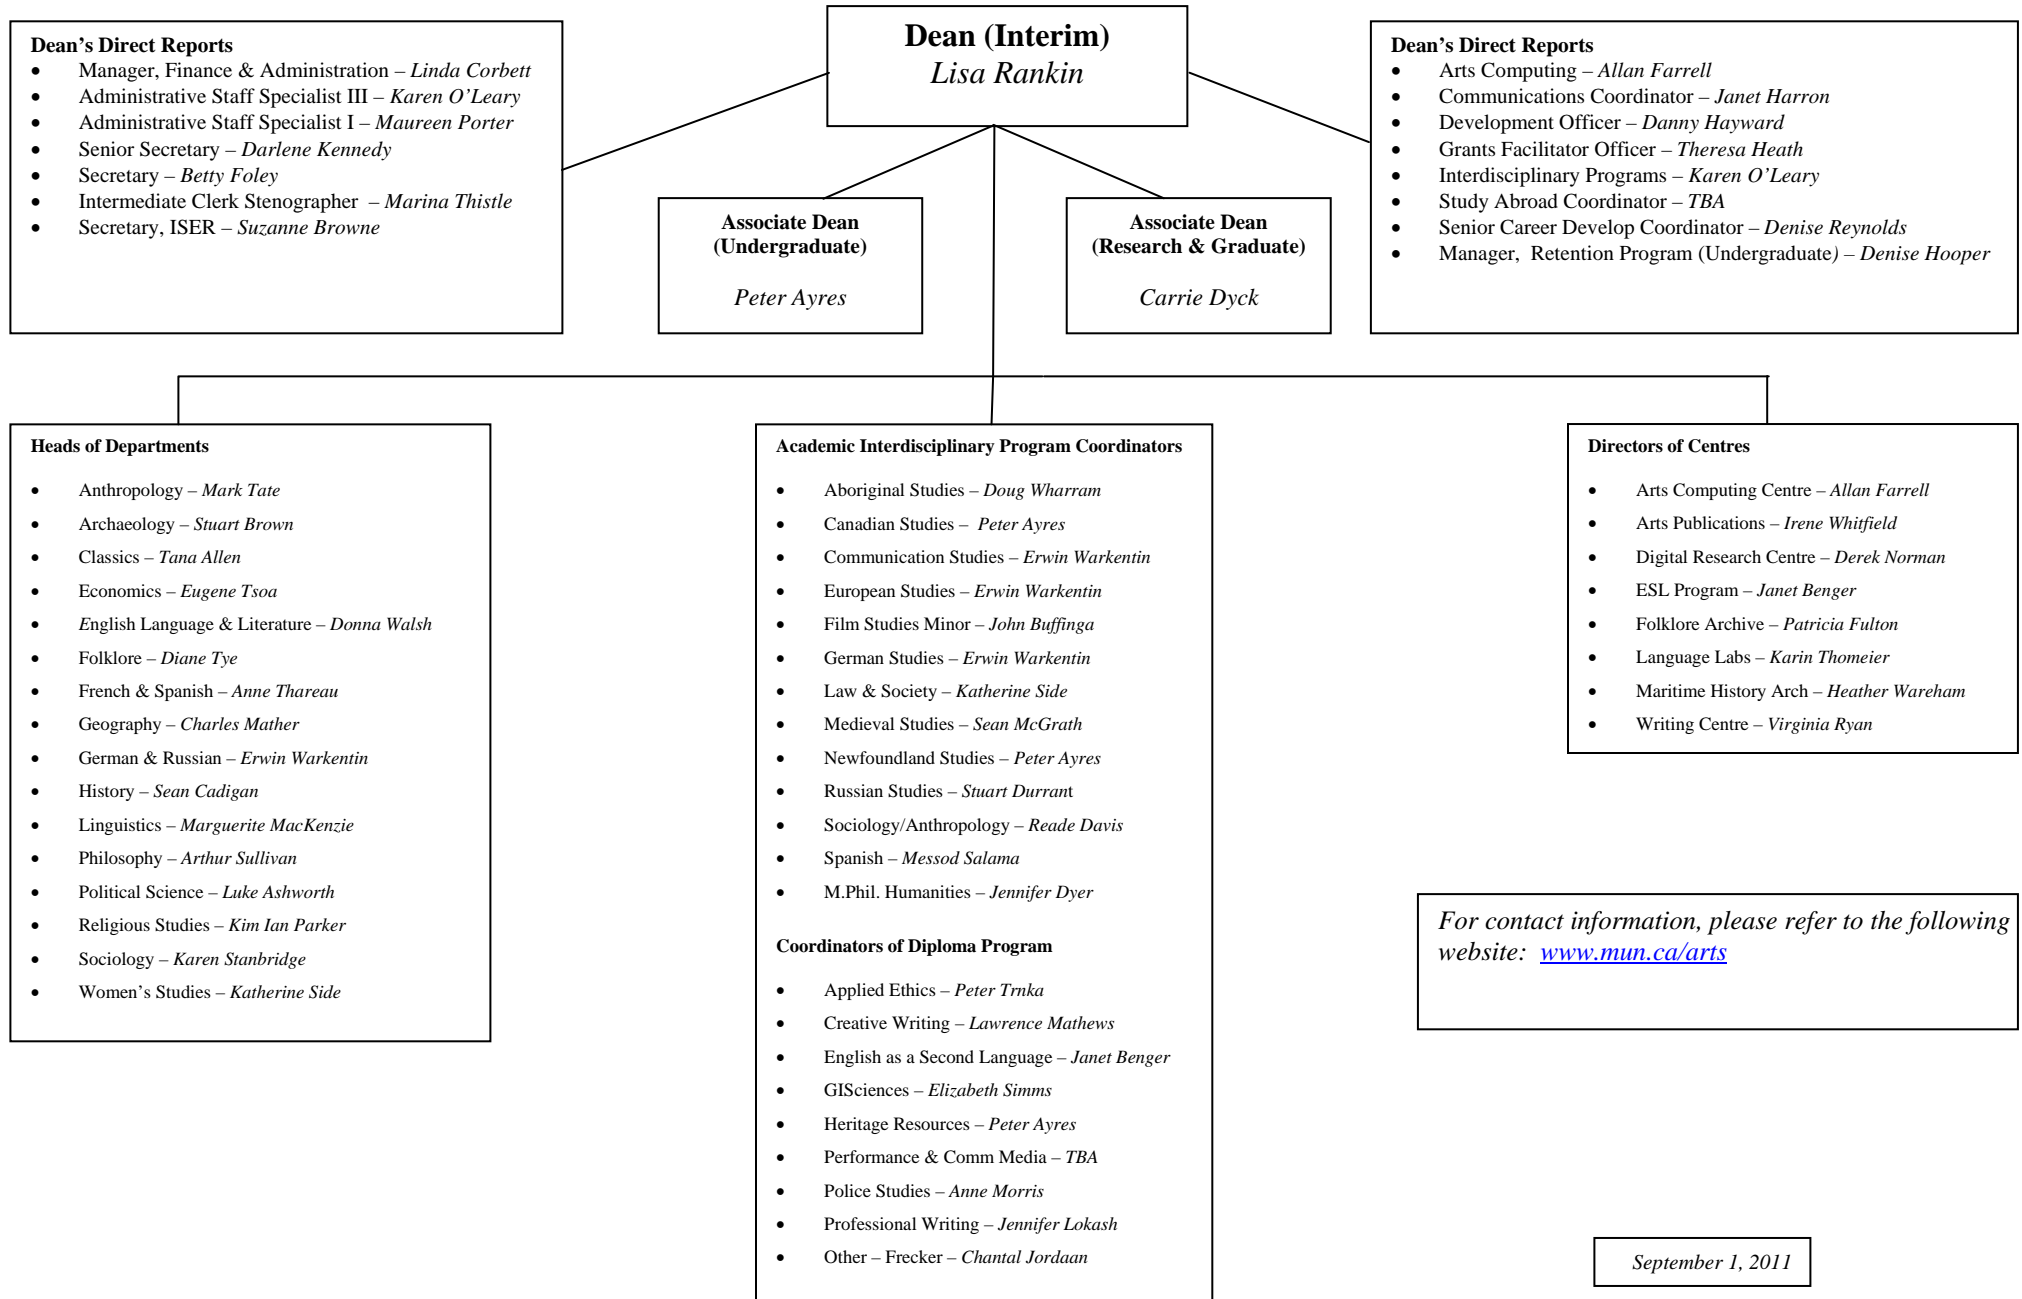 Dean (Interim)
Lisa Rankin
Dean’s Direct Reports
• Manager, Finance & Administration – Linda Corbett
• Administrative Staff Specialist III – Karen O’Leary
• Administrative Staff Specialist I – Maureen Porter
• Senior Secretary – Darlene Kennedy
• Secretary – Betty Foley
• Intermediate Clerk Stenographer – Marina Thistle
• Secretary, ISER – Suzanne Browne
Associate Dean
(Undergraduate)
Peter Ayres
Associate Dean
(Research & Graduate)
Carrie Dyck
Dean’s Direct Reports
• Arts Computing – Allan Farrell
• Communications Coordinator – Janet Harron
• Development Officer – Danny Hayward
• Grants Facilitator Officer – Theresa Heath
• Interdisciplinary Programs – Karen O’Leary
• Study Abroad Coordinator – TBA
• Senior Career Develop Coordinator – Denise Reynolds
• Manager, Retention Program (Undergraduate) – Denise Hooper
Heads of Departments
• Anthropology – Mark Tate
• Archaeology – Stuart Brown
• Classics – Tana Allen
• Economics – Eugene Tsoa
• English Language & Literature – Donna Walsh
• Folklore – Diane Tye
• French & Spanish – Anne Thareau
• Geography – Charles Mather
• German & Russian – Erwin Warkentin
• History – Sean Cadigan
• Linguistics – Marguerite MacKenzie
• Philosophy – Arthur Sullivan
• Political Science – Luke Ashworth
• Religious Studies – Kim Ian Parker
• Sociology – Karen Stanbridge
• Women’s Studies – Katherine Side
Academic Interdisciplinary Program Coordinators
• Aboriginal Studies – Doug Wharram
• Canadian Studies – Peter Ayres
• Communication Studies – Erwin Warkentin
• European Studies – Erwin Warkentin
• Film Studies Minor – John Buffinga
• German Studies – Erwin Warkentin
• Law & Society – Katherine Side
• Medieval Studies – Sean McGrath
• Newfoundland Studies – Peter Ayres
• Russian Studies – Stuart Durrant
• Sociology/Anthropology – Reade Davis
• Spanish – Messod Salama
• M.Phil. Humanities – Jennifer Dyer
Coordinators of Diploma Program
• Applied Ethics – Peter Trnka
• Creative Writing – Lawrence Mathews
• English as a Second Language – Janet Benger
• GISciences – Elizabeth Simms
• Heritage Resources – Peter Ayres
• Performance & Comm Media – TBA
• Police Studies – Anne Morris
• Professional Writing – Jennifer Lokash
• Other – Frecker – Chantal Jordaan
Directors of Centres
• Arts Computing Centre – Allan Farrell
• Arts Publications – Irene Whitfield
• Digital Research Centre – Derek Norman
• ESL Program – Janet Benger
• Folklore Archive – Patricia Fulton
• Language Labs – Karin Thomeier
• Maritime History Arch – Heather Wareham
• Writing Centre – Virginia Ryan
For contact information, please refer to the following
website: www.mun.ca/arts
September 1, 2011